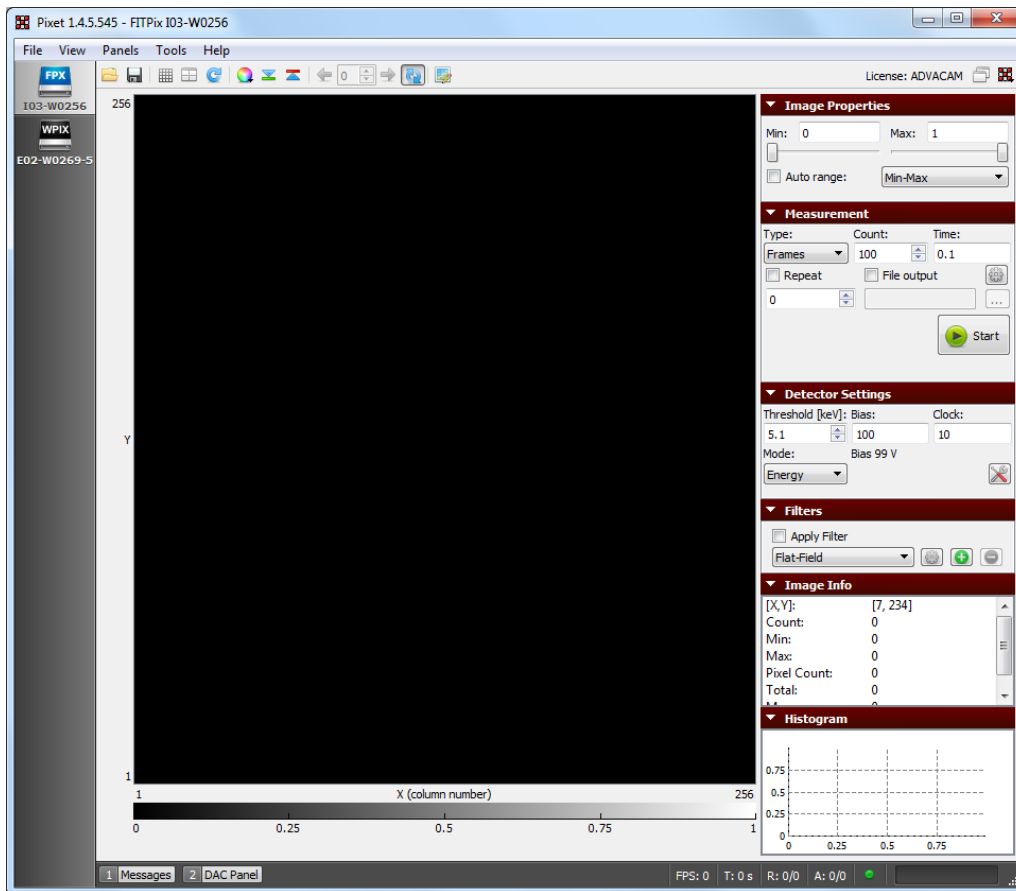 Pixet 1.4.5.545 - FITPix I03-W0256
File View Panels Tools Help
FPX
I03-W0256
WPIX
E02-W0269-5
0
License: ADVACAM
256
Y
1
1 X (column number) 256
0 0.25 0.5 0.75 1
Image Properties
Min: 0 Max: 1
Auto range: Min-Max
Measurement
Type: Count: Time:
Frames 100 0.1
Repeat File output
0 ...
Start
Detector Settings
Threshold [keV]: Bias: Clock:
5.1 100 10
Mode: Bias 99 V
Energy
Filters
Apply Filter
Flat-Field
Image Info
[X,Y]: [7, 234]
Count: 0
Min: 0
Max: 0
Pixel Count: 0
Total: 0
Histogram
0.75
0.5
0.25
0
0 0.25 0.5 0.75
1 Messages 2 DAC Panel
FPS: 0 T: 0 s R: 0/0 A: 0/0